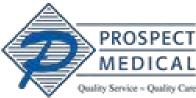 P
PROSPECT
MEDICAL
Quality Service ~ Quality Care